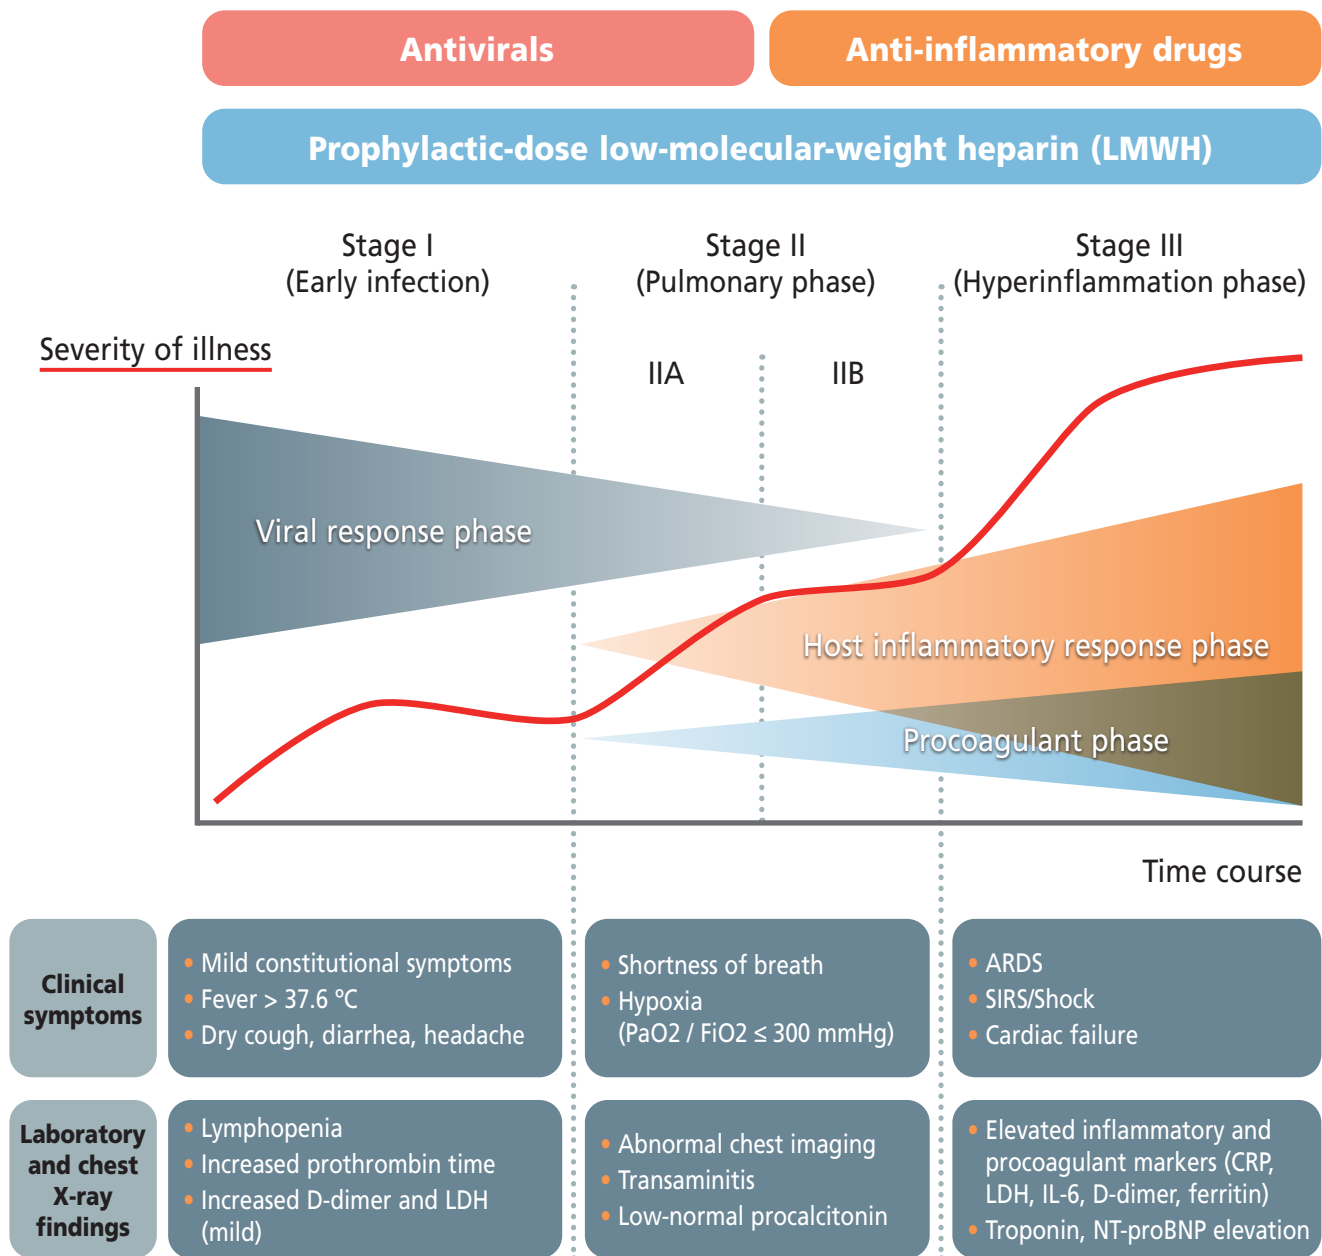 Antivirals
Anti-inflammatory drugs
Prophylactic-dose low-molecular-weight heparin (LMWH)
Stage I
(Early infection)
Stage II
(Pulmonary phase)
Stage III
(Hyperinflammation phase)
Severity of illness
IIA
IIB
Viral response phase
Host inflammatory response phase
Procoagulant phase
Time course
Clinical
symptoms
• Mild constitutional symptoms
• Fever > 37.6 ºC
• Dry cough, diarrhea, headache
• Shortness of breath
• Hypoxia
(PaO2 / FiO2 ≤ 300 mmHg)
• ARDS
• SIRS/Shock
• Cardiac failure
Laboratory
and chest
X-ray
findings
• Lymphopenia
• Increased prothrombin time
• Increased D-dimer and LDH
(mild)
• Abnormal chest imaging
• Transaminitis
• Low-normal procalcitonin
• Elevated inflammatory and
procoagulant markers (CRP,
LDH, IL-6, D-dimer, ferritin)
• Troponin, NT-proBNP elevation